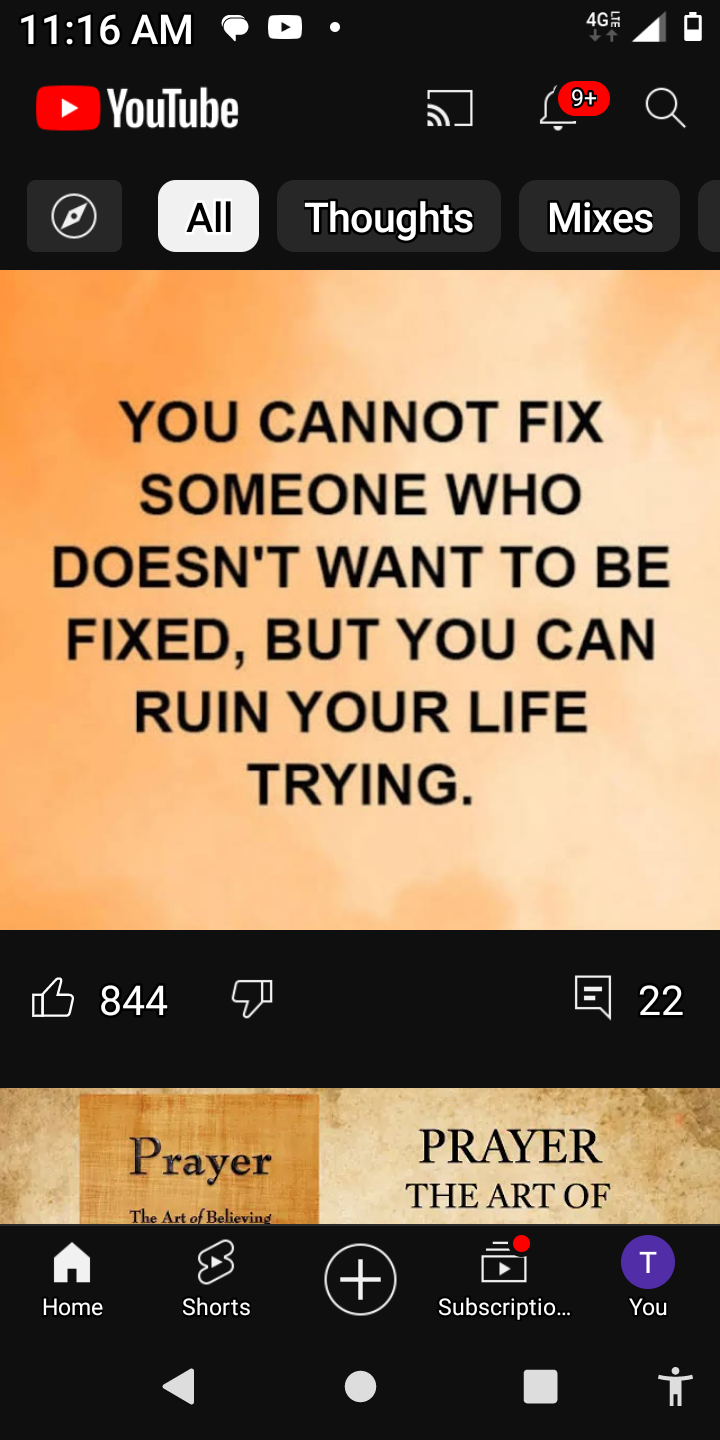 11:16 AM
4G LTE
YouTube
9+
All
Thoughts
Mixes
YOU CANNOT FIX
SOMEONE WHO
DOESN'T WANT TO BE
FIXED, BUT YOU CAN
RUIN YOUR LIFE
TRYING.
844
22
Prayer
The Art of Believing
PRAYER
THE ART OF
Home
Shorts
Subscriptio...
T
You